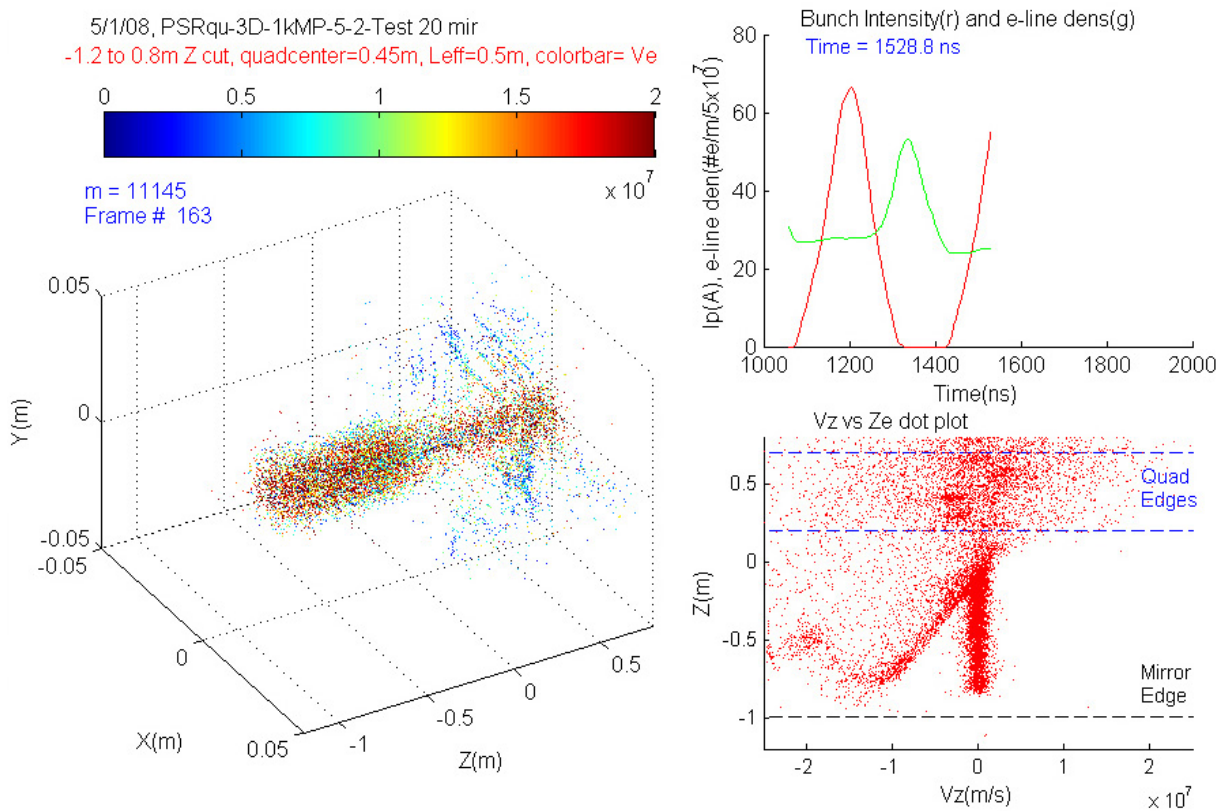 5/1/08, PSRqu-3D-1kMP-5-2-Test 20 mir
-1.2 to 0.8m Z cut, quadcenter=0.45m, Leff=0.5m, colorbar= Ve
0 0.5 1 1.5 2
x 10^7
m = 11145
Frame # 163
0.05
0
-0.05
Y(m)
-0.05
0
0.05
X(m)
-1
-0.5
0
0.5
Z(m)
Bunch Intensity(r) and e-line dens(g)
Time = 1528.8 ns
80
60
40
20
0
Ip(A), e-line den(#e/m/5x10^7)
1000 1200 1400 1600 1800 2000
Time(ns)
Vz vs Ze dot plot
Quad
Edges
Mirror
Edge
0.5
0
-0.5
-1
Z(m)
-2 -1 0 1 2
x 10^7
Vz(m/s)